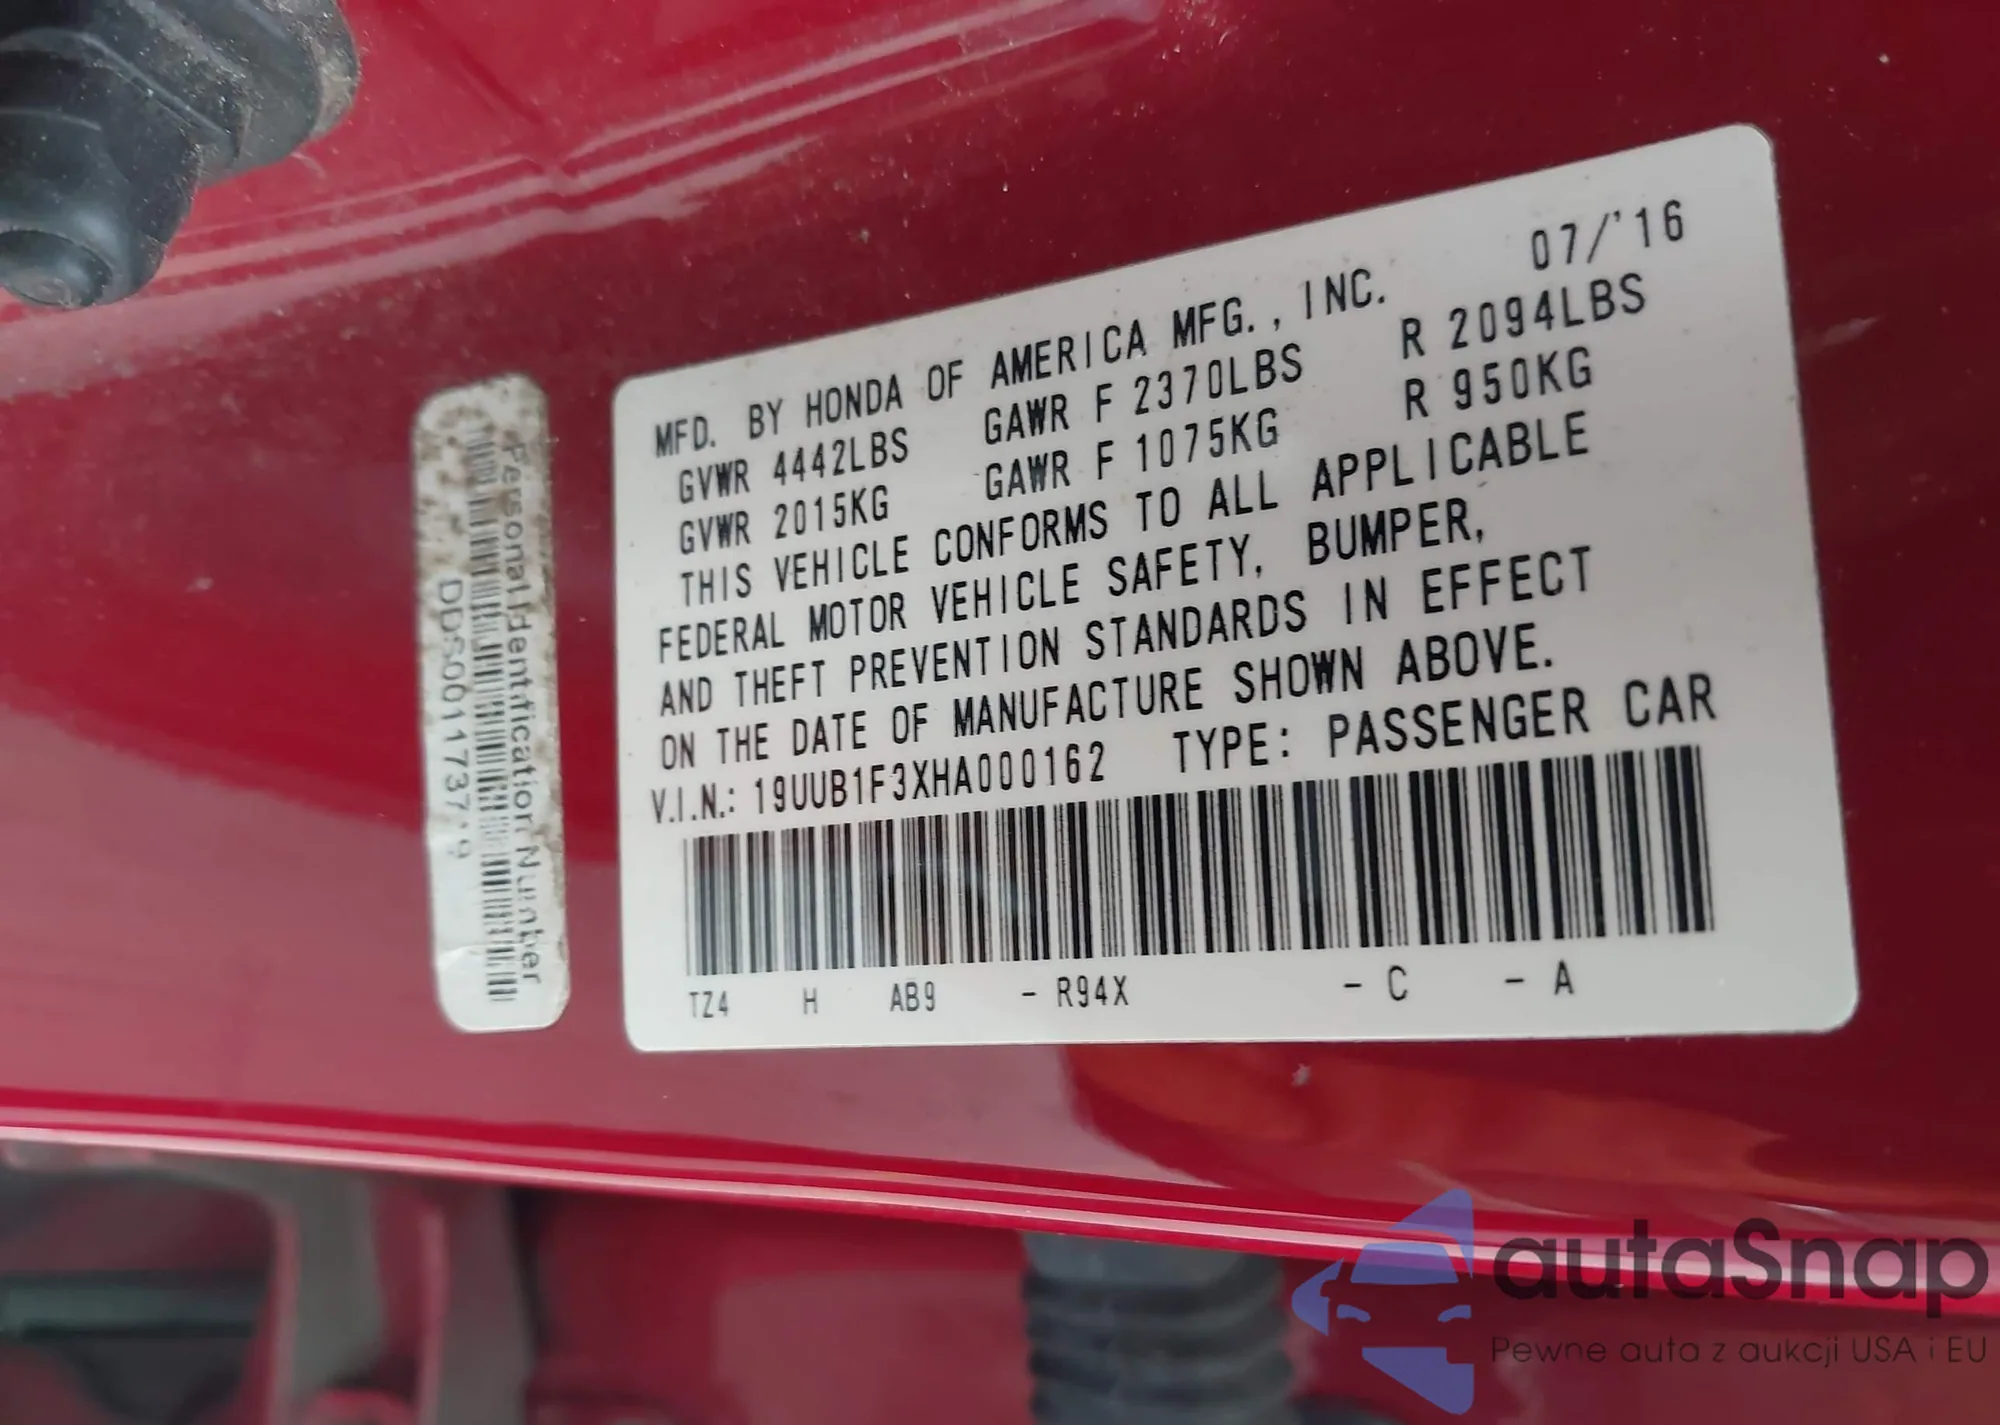 MFD. BY HONDA OF AMERICA MFG., INC. 07/'16
GVWR 4442LBS GAWR F 2370LBS R 2094LBS
GVWR 2015KG GAWR F 1075KG R 950KG
THIS VEHICLE CONFORMS TO ALL APPLICABLE
FEDERAL MOTOR VEHICLE SAFETY, BUMPER,
AND THEFT PREVENTION STANDARDS IN EFFECT
ON THE DATE OF MANUFACTURE SHOWN ABOVE.
V.I.N.: 19UUB1F3XHA000162 TYPE: PASSENGER CAR
TZ4 H AB9 - R94X - C - A
Personal Identification Number
DDS001173719
autaSnap
Pewne auta z aukcji USA i EU